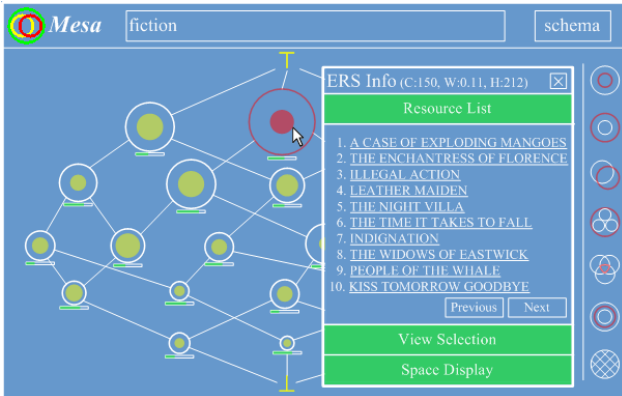 Mesa fiction schema
ERS Info (C:150, W:0.11, H:212)
Resource List
1. A CASE OF EXPLODING MANGOES
2. THE ENCHANTRESS OF FLORENCE
3. ILLEGAL ACTION
4. LEATHER MAIDEN
5. THE NIGHT VILLA
6. THE TIME IT TAKES TO FALL
7. INDIGNATION
8. THE WIDOWS OF EASTWICK
9. PEOPLE OF THE WHALE
10. KISS TOMORROW GOODBYE
Previous Next
View Selection
Space Display